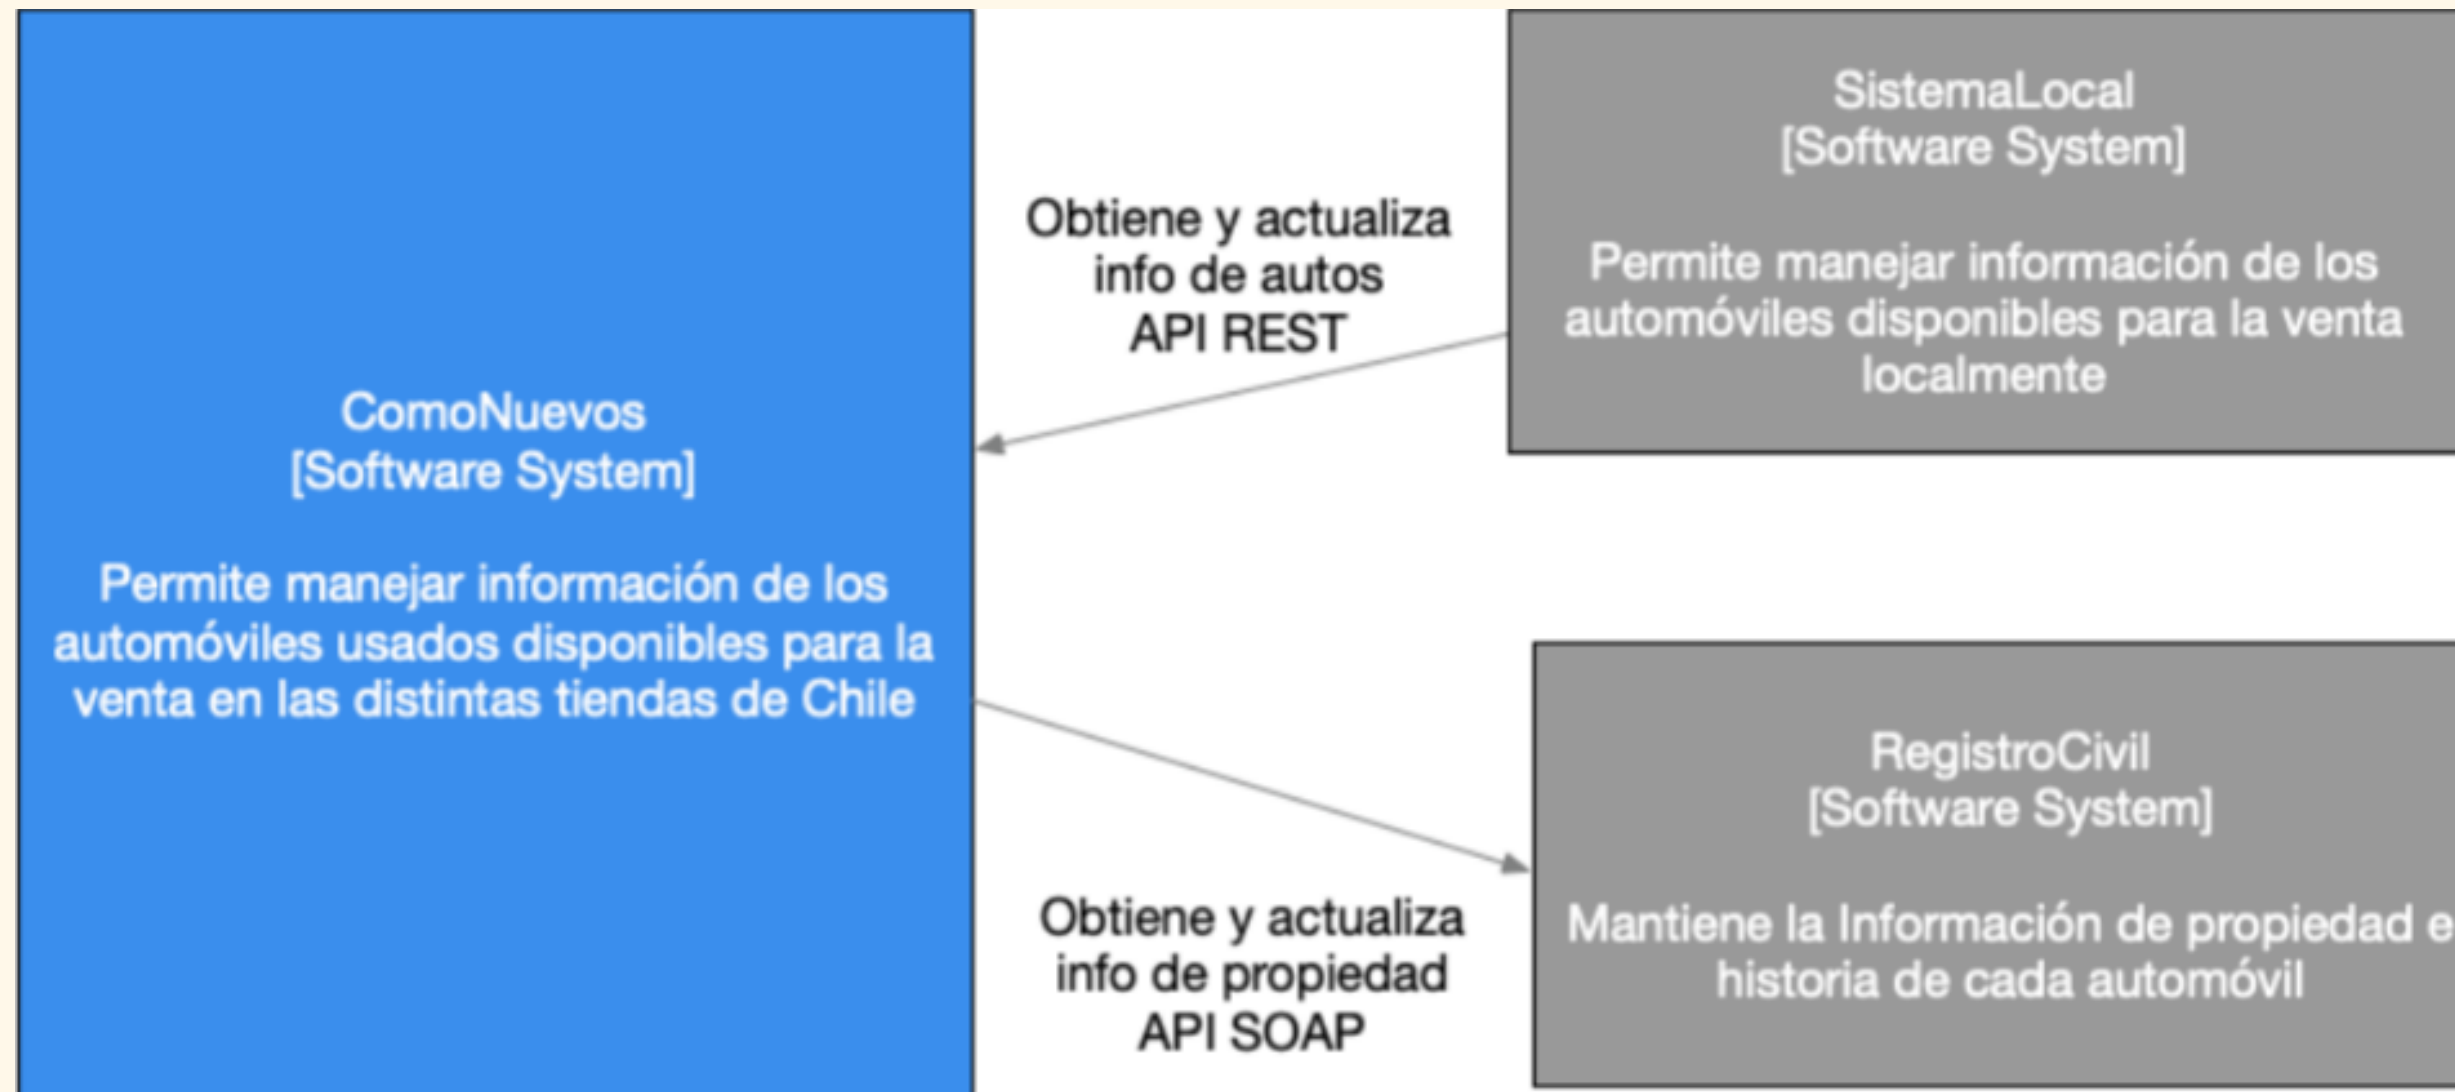 ComoNuevos
[Software System]
Permite manejar información de los
automóviles usados disponibles para la
venta en las distintas tiendas de Chile
Obtiene y actualiza
info de autos
API REST
SistemaLocal
[Software System]
Permite manejar información de los
automóviles disponibles para la venta
localmente
Obtiene y actualiza
info de propiedad
API SOAP
RegistroCivil
[Software System]
Mantiene la Información de propiedad e
historia de cada automóvil